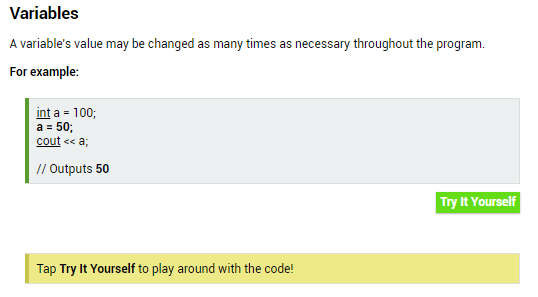 Variables
A variable's value may be changed as many times as necessary throughout the program.
For example:
int a = 100;
a = 50;
cout << a;
// Outputs 50
Try It Yourself
Tap Try It Yourself to play around with the code!